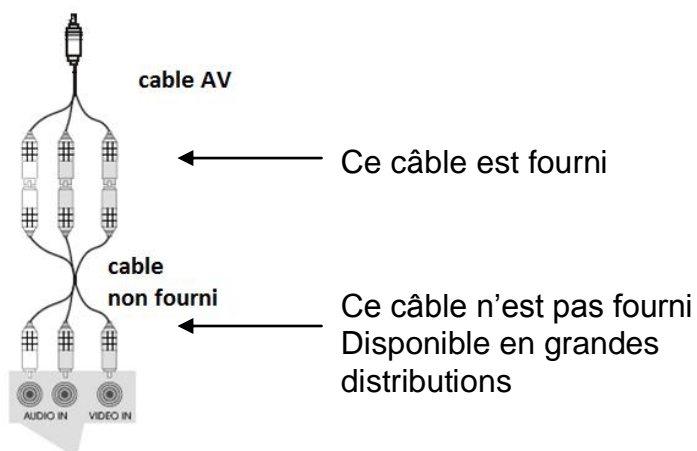 cable AV
Ce câble est fourni
cable
non fourni
Ce câble n’est pas fourni
Disponible en grandes
distributions
AUDIO IN VIDEO IN